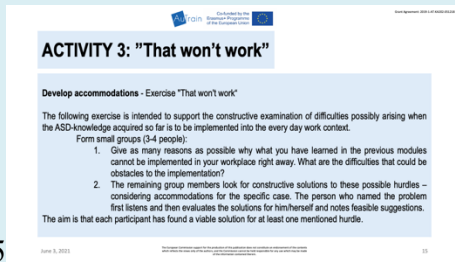 AuTrain
Co-funded by the
Erasmus+ Programme
of the European Union
ACTIVITY 3: ”That won’t work”
Develop accommodations - Exercise "That won't work“
The following exercise is intended to support the constructive examination of difficulties possibly arising when
the ASD-knowledge acquired so far is to be implemented into the every day work context.
Form small groups (3-4 people):
1. Give as many reasons as possible why what you have learned in the previous modules
cannot be implemented in your workplace right away. What are the difficulties that could be
obstacles to the implementation?
2. The remaining group members look for constructive solutions to these possible hurdles –
considering accommodations for the specific case. The person who named the problem
first listens and then evaluates the solutions for him/herself and notes feasible suggestions.
The aim is that each participant has found a viable solution for at least one mentioned hurdle.
5
June 3, 2021
15